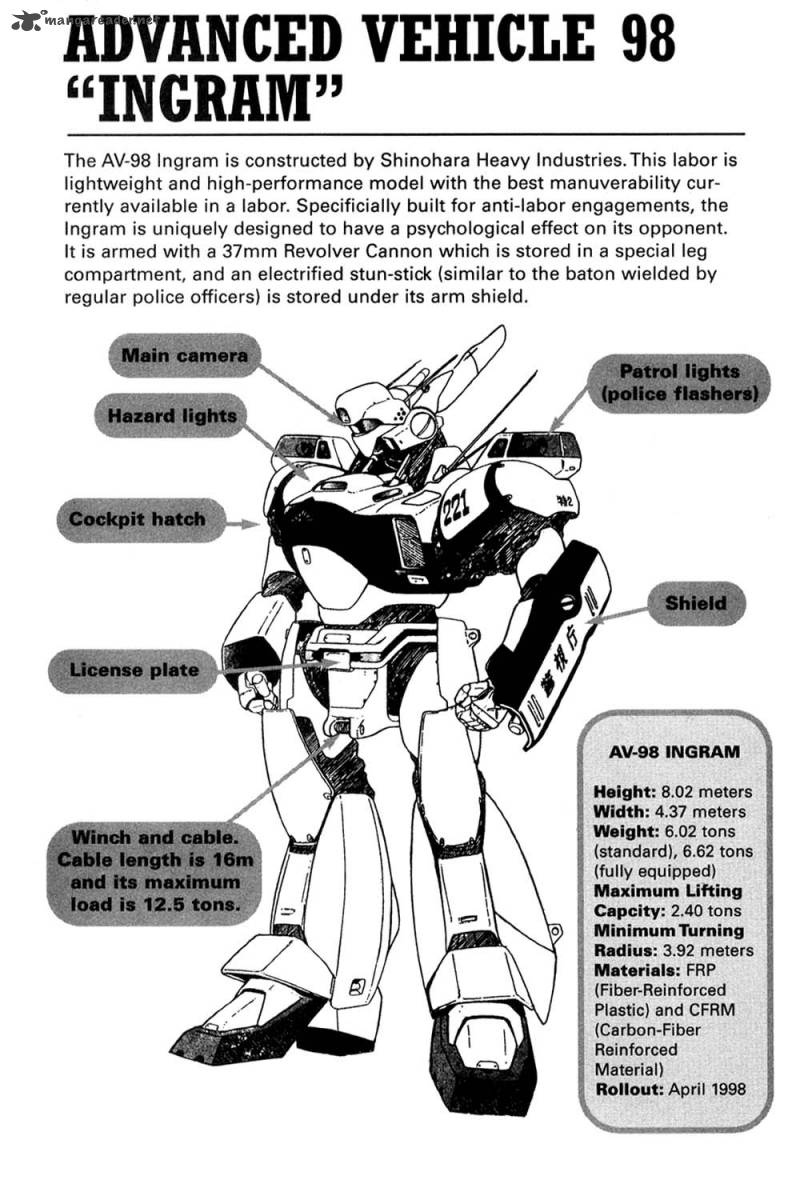 mangareader.net
ADVANCED VEHICLE 98
“INGRAM”
The AV-98 Ingram is constructed by Shinohara Heavy Industries. This labor is
lightweight and high-performance model with the best manuverability cur-
rently available in a labor. Specificially built for anti-labor engagements, the
Ingram is uniquely designed to have a psychological effect on its opponent.
It is armed with a 37mm Revolver Cannon which is stored in a special leg
compartment, and an electrified stun-stick (similar to the baton wielded by
regular police officers) is stored under its arm shield.
Main camera
Patrol lights
(police flashers)
Hazard lights
Cockpit hatch
221
Shield
警視庁
License plate
Winch and cable.
Cable length is 16m
and its maximum
load is 12.5 tons.
AV-98 INGRAM
Height: 8.02 meters
Width: 4.37 meters
Weight: 6.02 tons
(standard), 6.62 tons
(fully equipped)
Maximum Lifting
Capcity: 2.40 tons
Minimum Turning
Radius: 3.92 meters
Materials: FRP
(Fiber-Reinforced
Plastic) and CFRM
(Carbon-Fiber
Reinforced
Material)
Rollout: April 1998